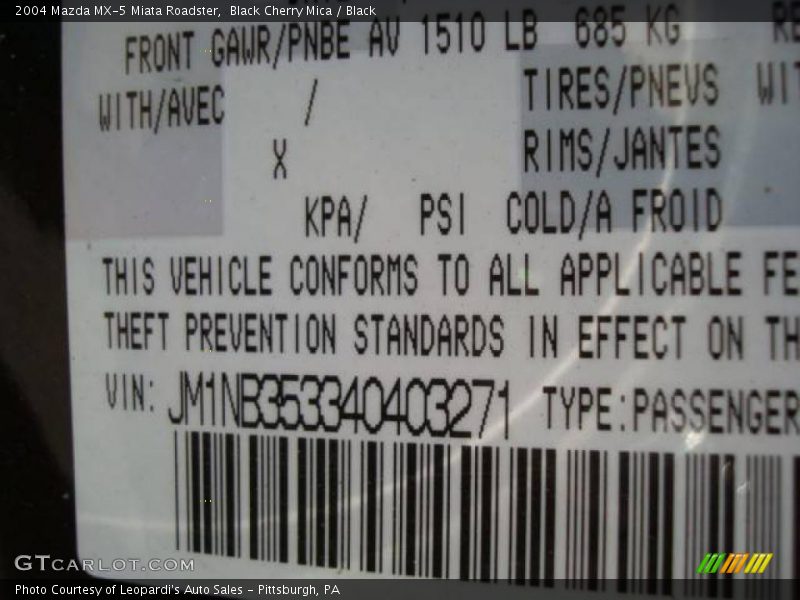 2004 Mazda MX-5 Miata Roadster,  Black Cherry Mica / Black
FRONT GAWR/PNBE AV 1510 LB 685 KG RE
WITH/AVEC / TIRES/PNEUS WIT
X RIMS/JANTES
KPA/ PSI COLD/A FROID
THIS VEHICLE CONFORMS TO ALL APPLICABLE FE
THEFT PREVENTION STANDARDS IN EFFECT ON TH
VIN: JM1NB353340403271 TYPE:PASSENGER
GTCARLOT.COM
Photo Courtesy of Leopardi's Auto Sales - Pittsburgh, PA